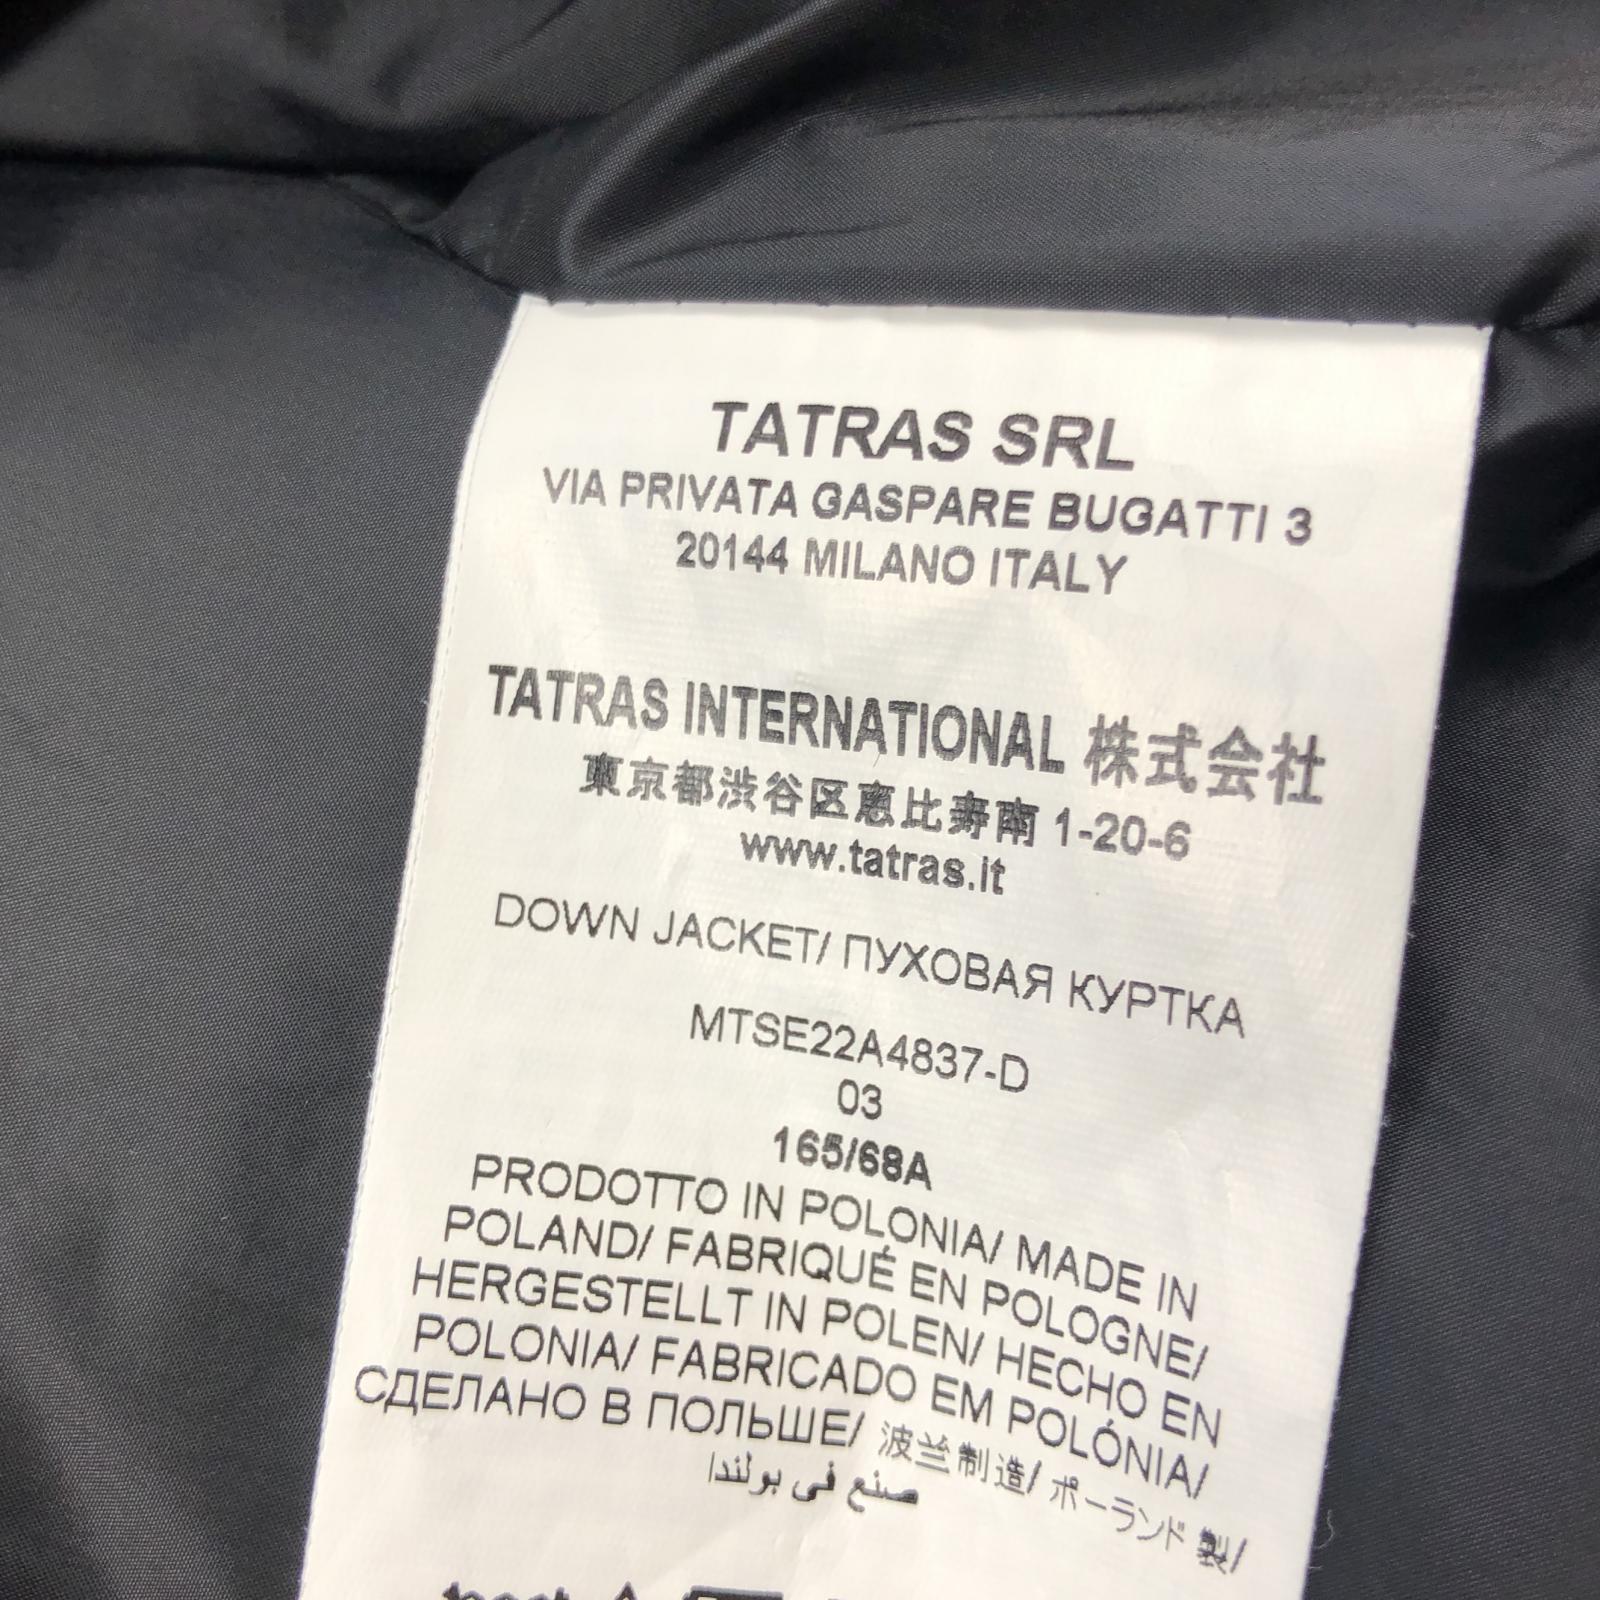 TATRAS SRL
VIA PRIVATA GASPARE BUGATTI 3
20144 MILANO ITALY
TATRAS INTERNATIONAL 株式会社
東京都渋谷区恵比寿南 1-20-6
www.tatras.it
DOWN JACKET/ ПУХОВАЯ КУРТКА
MTSE22A4837-D
03
165/68A
PRODOTTO IN POLONIA/ MADE IN
POLAND/ FABRIQUÉ EN POLOGNE/
HERGESTELLT IN POLEN/ HECHO EN
POLONIA/ FABRICADO EM POLÓNIA/
СДЕЛАНО В ПОЛЬШЕ/ 波兰制造/ ポーランド 製/
صنع في بولندا